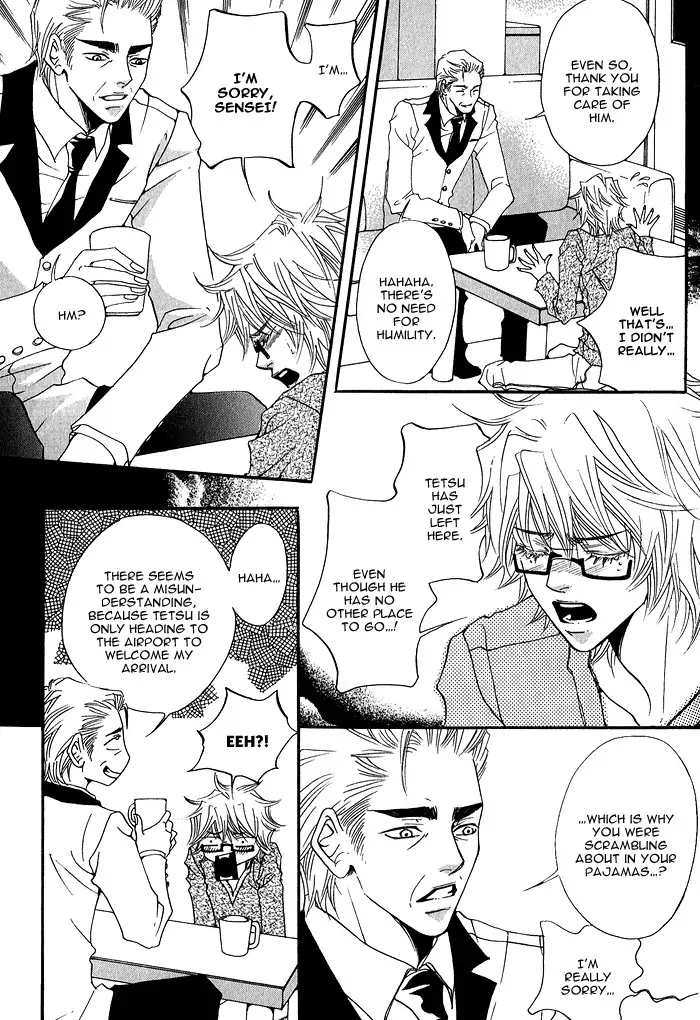 EVEN SO,
THANK YOU
FOR TAKING
CARE OF
HIM.
WELL
THAT'S...
I DIDN'T
REALLY...
HAHAHA,
THERE'S
NO NEED
FOR
HUMILITY.
I'M...
I'M
SORRY,
SENSEI!
HM?
TETSU
HAS
JUST
LEFT
HERE.
EVEN
THOUGH HE
HAS NO
OTHER PLACE
TO GO...!
...WHICH IS WHY
YOU WERE
SCRAMBLING
ABOUT IN YOUR
PAJAMAS...?
I'M
REALLY
SORRY...
HAHA...
THERE SEEMS
TO BE A MISUN-
DERSTANDING,
BECAUSE TETSU IS
ONLY HEADING TO
THE AIRPORT TO
WELCOME MY
ARRIVAL.
EEH?!